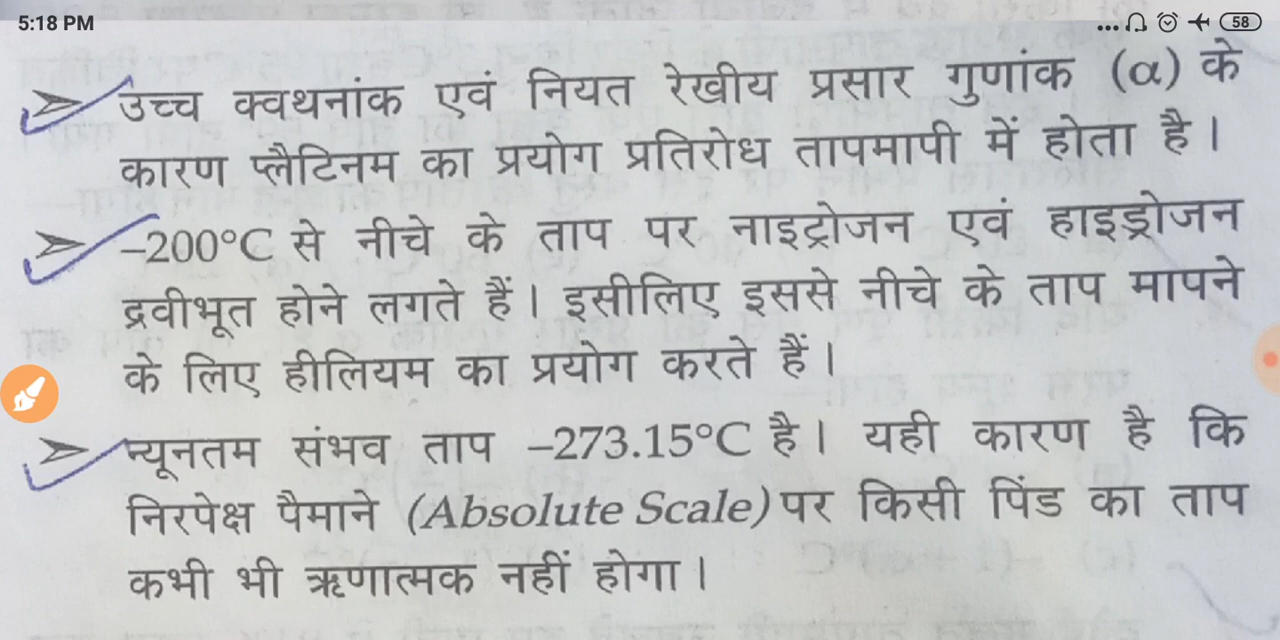 5:18 PM
58
उच्च क्वथनांक एवं नियत रेखीय प्रसार गुणांक (α) के
कारण प्लैटिनम का प्रयोग प्रतिरोध तापमापी में होता है।
–200°C से नीचे के ताप पर नाइट्रोजन एवं हाइड्रोजन
द्रवीभूत होने लगते हैं। इसीलिए इससे नीचे के ताप मापने
के लिए हीलियम का प्रयोग करते हैं।
न्यूनतम संभव ताप –273.15°C है। यही कारण है कि
निरपेक्ष पैमाने (Absolute Scale) पर किसी पिंड का ताप
कभी भी ऋणात्मक नहीं होगा।